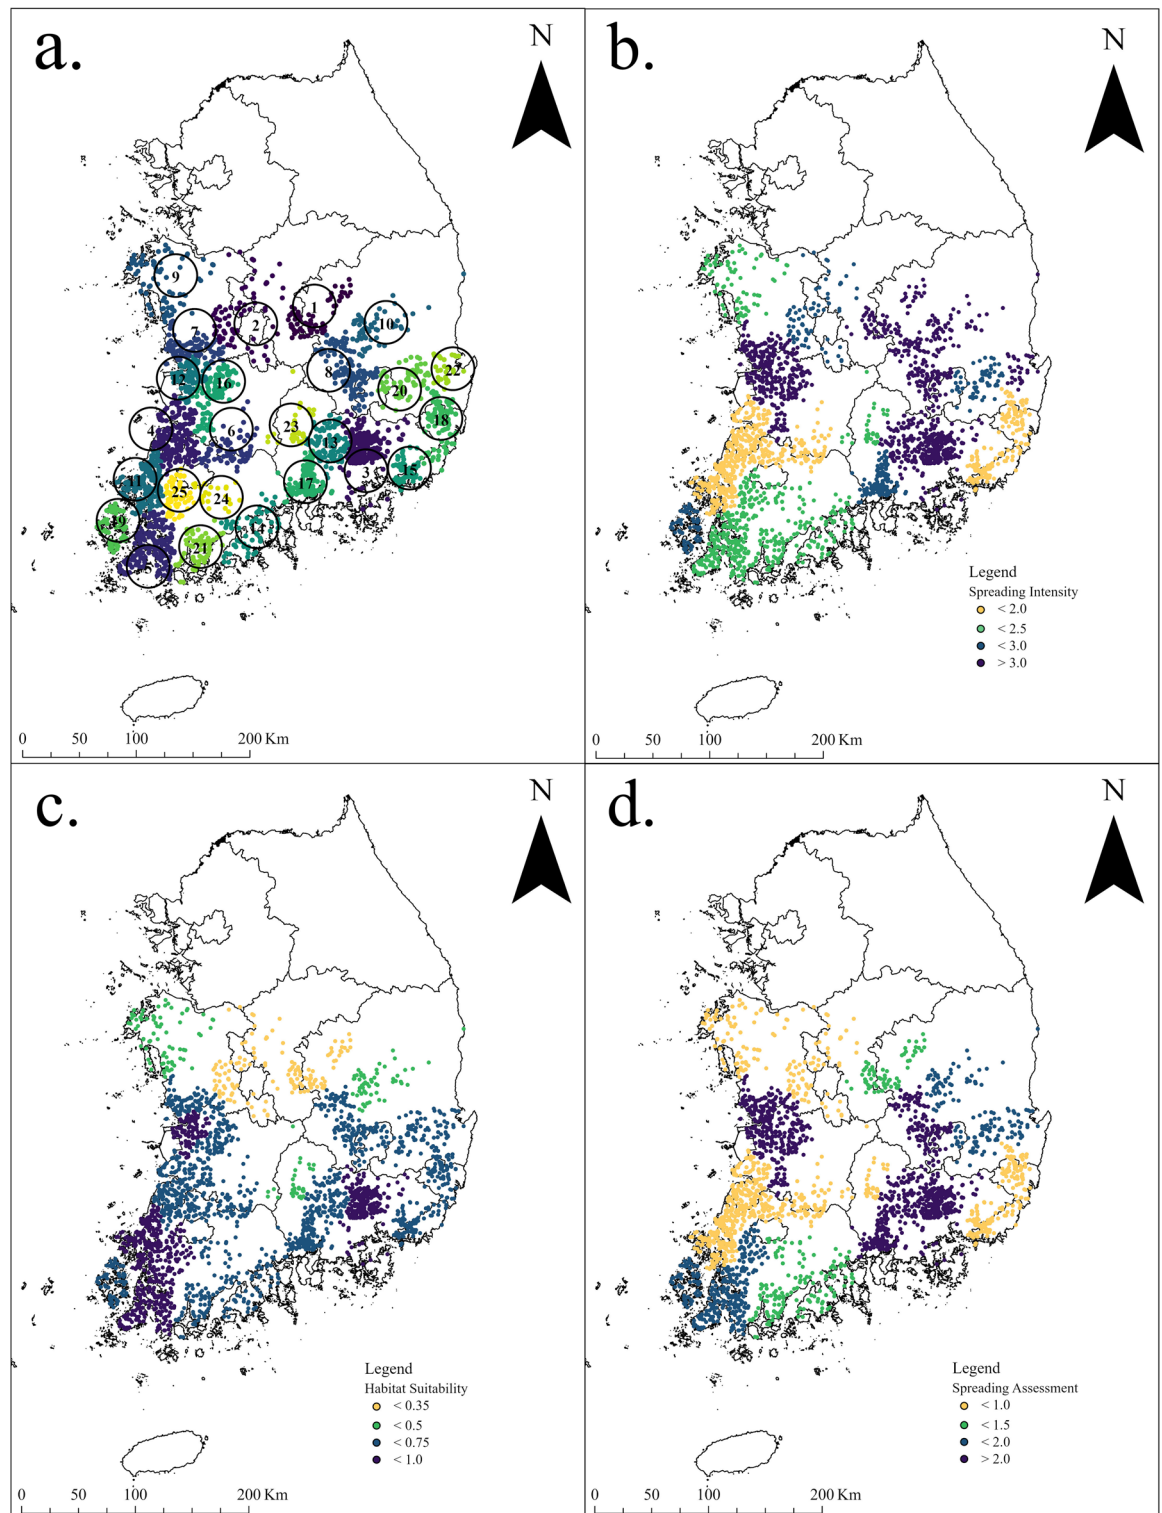 a.
N
9
1
2
10
7
8
22
12
16
20
18
4
6
23
13
3
15
11
25
24
17
19
21
0 50 100 200 Km
b.
N
Legend
Spreading Intensity
< 2.0
< 2.5
< 3.0
> 3.0
0 50 100 200 Km
c.
N
Legend
Habitat Suitability
< 0.35
< 0.5
< 0.75
< 1.0
0 50 100 200 Km
d.
N
Legend
Spreading Assessment
< 1.0
< 1.5
< 2.0
> 2.0
0 50 100 200 Km